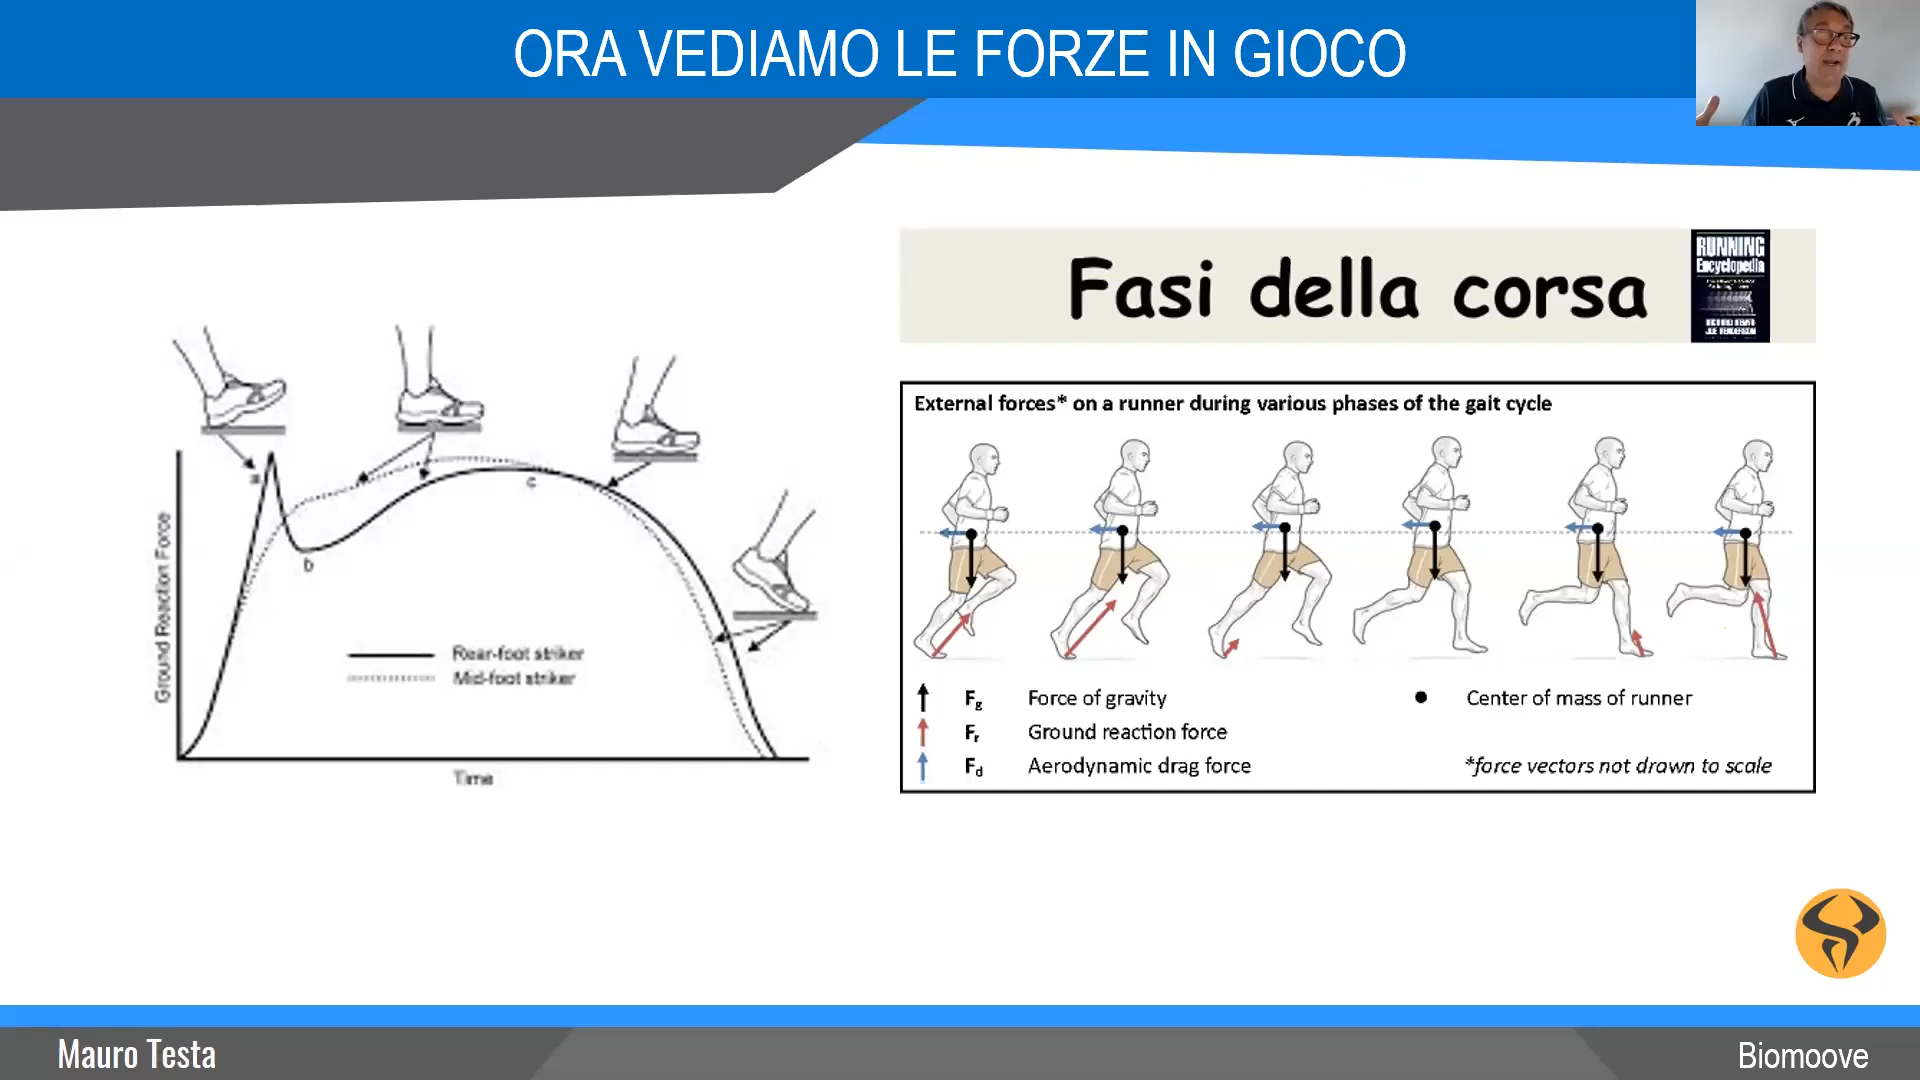 ORA VEDIAMO LE FORZE IN GIOCO
Fasi della corsa
RUNNING
Encyclopedia
a
b
c
Ground Reaction Force
Rear-foot striker
Mid-foot striker
Time
External forces* on a runner during various phases of the gait cycle
Fg Force of gravity
Center of mass of runner
Fr Ground reaction force
Fd Aerodynamic drag force
*force vectors not drawn to scale
Mauro Testa
Biomoove